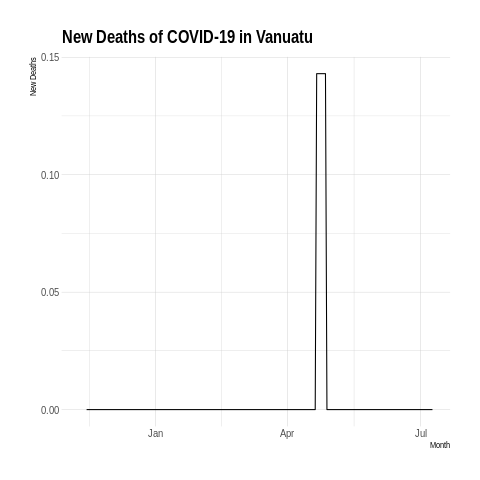 New Deaths of COVID-19 in Vanuatu
New Deaths
0.15
0.10
0.05
0.00
Jan
Apr
Jul
Month